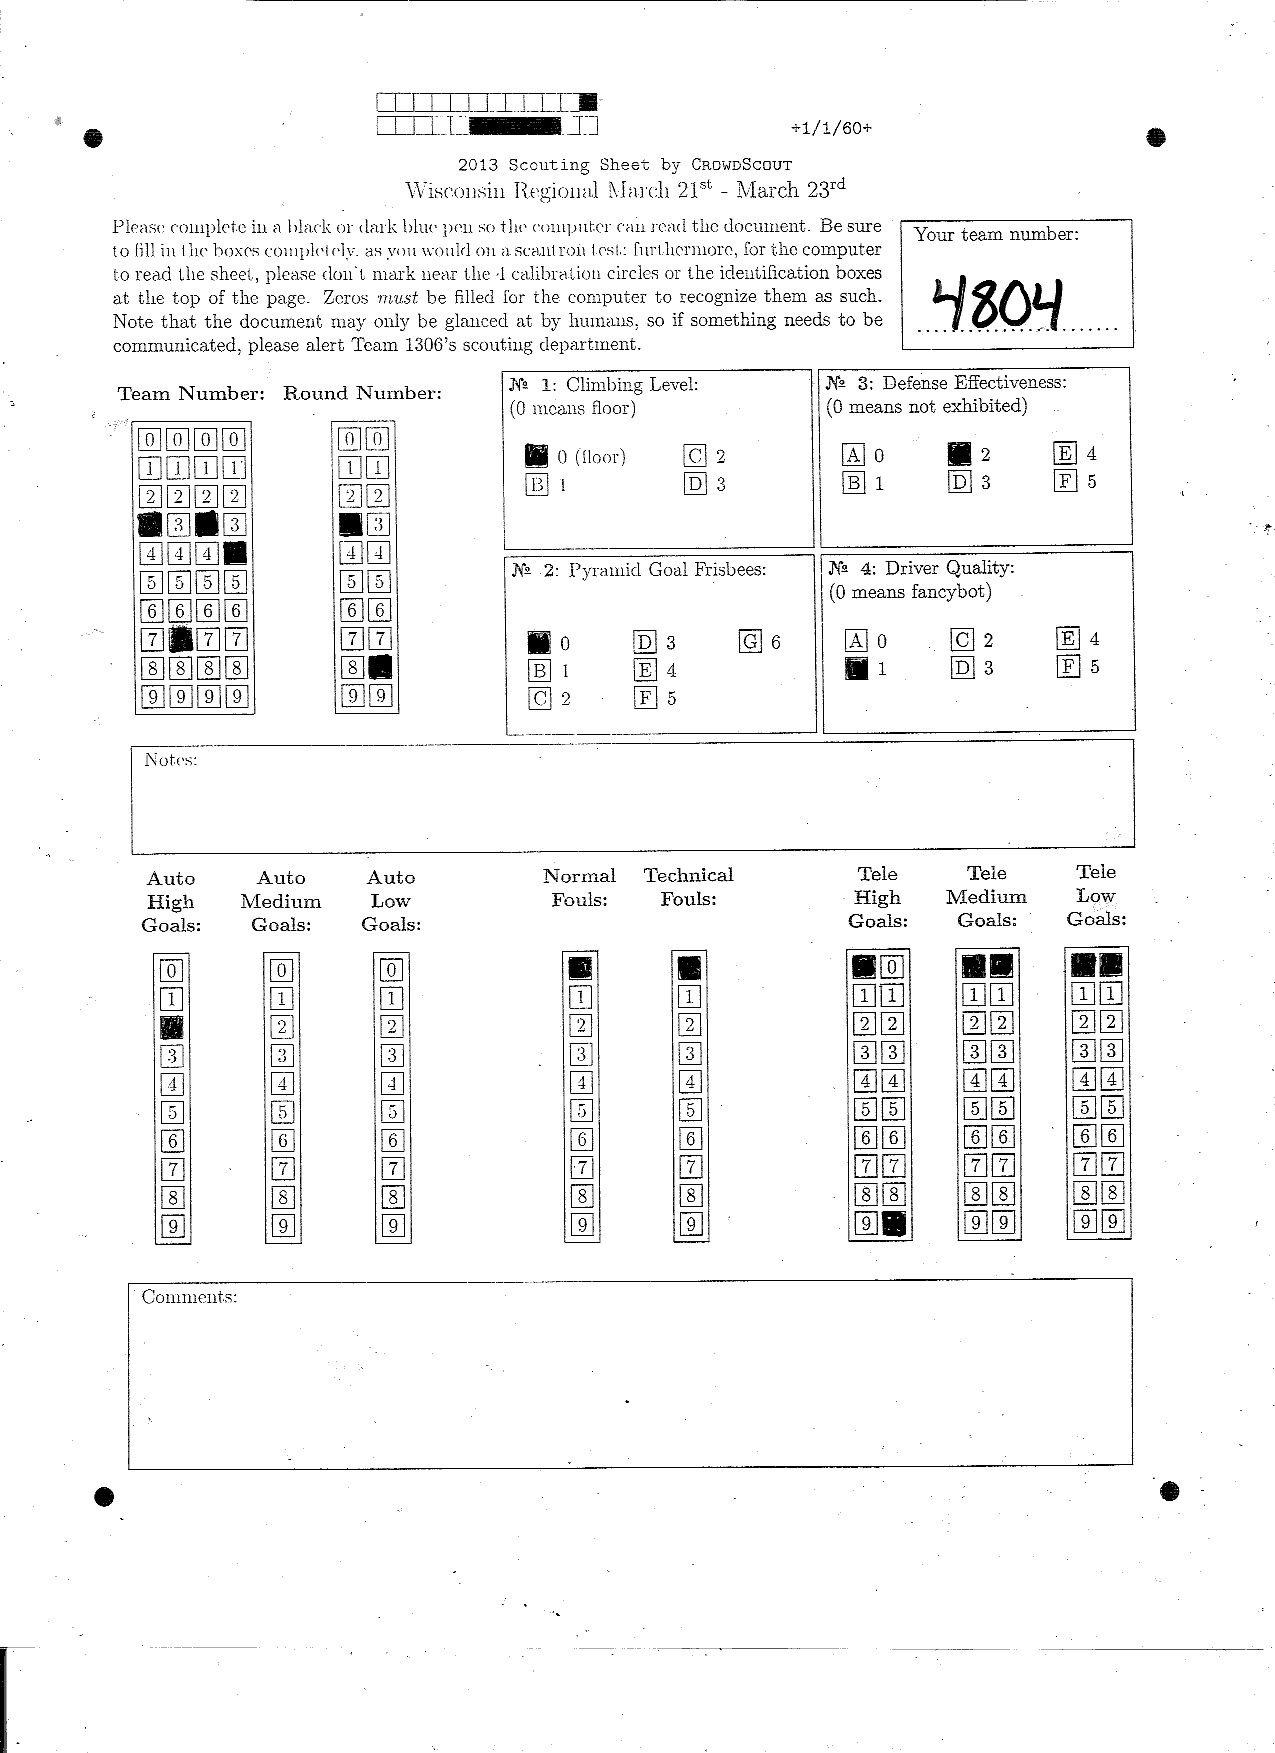 ÷1/1/60÷
2013 Scouting Sheet by CROWDSCOUT
Wisconsin Regional March 21st - March 23rd
Please complete in a black or dark blue pen so the computer can read the document. Be sure
to fill in the boxes completely, as you would on a scantron test; furthermore, for the computer
to read the sheet, please don't mark near the 4 calibration circles or the identification boxes
at the top of the page. Zeros must be filled for the computer to recognize them as such.
Note that the document may only be glanced at by humans, so if something needs to be
communicated, please alert Team 1306's scouting department.
Your team number:
4804
Team Number: Round Number:
0 0 0 0 0 0
1 1 1 1 1 1
2 2 2 2 2 2
3 3 3
4 4 4 4 4
5 5 5 5 5 5
6 6 6 6 6 6
7 7 7 7 7
8 8 8 8 8
9 9 9 9 9 9
№ 1: Climbing Level:
(0 means floor)
0 (floor) C 2
B 1 D 3
№ 3: Defense Effectiveness:
(0 means not exhibited)
A 0 2 E 4
B 1 D 3 F 5
№ 2: Pyramid Goal Frisbees:
0 D 3 G 6
B 1 E 4
C 2 F 5
№ 4: Driver Quality:
(0 means fancybot)
A 0 C 2 E 4
1 D 3 F 5
Notes:
Auto High Goals:
0
1
3
4
5
6
7
8
9
Auto Medium Goals:
0
1
2
3
4
5
6
7
8
9
Auto Low Goals:
0
1
2
3
4
5
6
7
8
9
Normal Fouls:
1
2
3
4
5
6
7
8
9
Technical Fouls:
1
2
3
4
5
6
7
8
9
Tele High Goals:
0
1 1
2 2
3 3
4 4
5 5
6 6
7 7
8 8
9
Tele Medium Goals:
1 1
2 2
3 3
4 4
5 5
6 6
7 7
8 8
9 9
Tele Low Goals:
1 1
2 2
3 3
4 4
5 5
6 6
7 7
8 8
9 9
Comments: